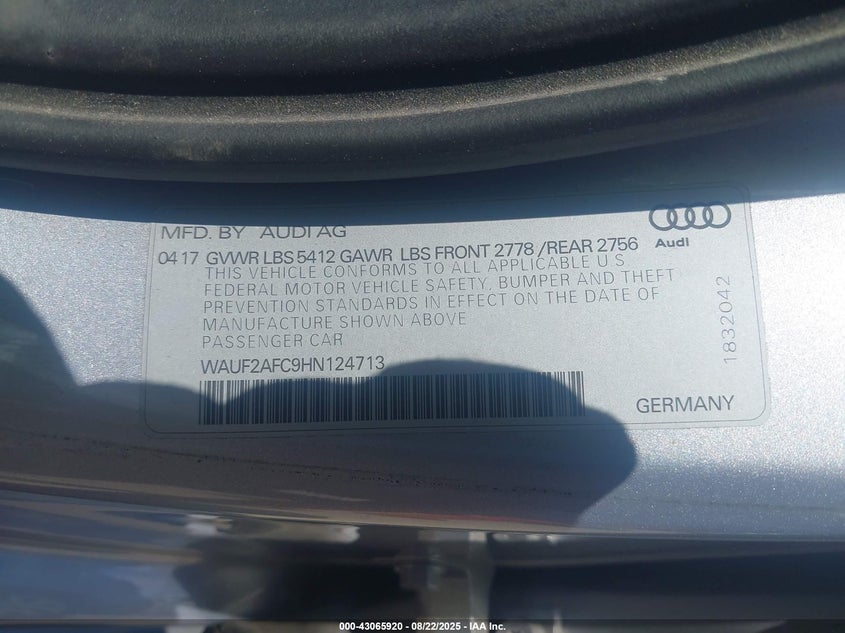 MFD. BY AUDI AG
Audi
04 17 GVWR LBS 5412 GAWR LBS FRONT 2778 /REAR 2756
THIS VEHICLE CONFORMS TO ALL APPLICABLE U S
FEDERAL MOTOR VEHICLE SAFETY, BUMPER AND THEFT
PREVENTION STANDARDS IN EFFECT ON THE DATE OF
MANUFACTURE SHOWN ABOVE
PASSENGER CAR
WAUF2AFC9HN124713
1832042
GERMANY
000-43065920 - 08/22/2025 - IAA Inc.